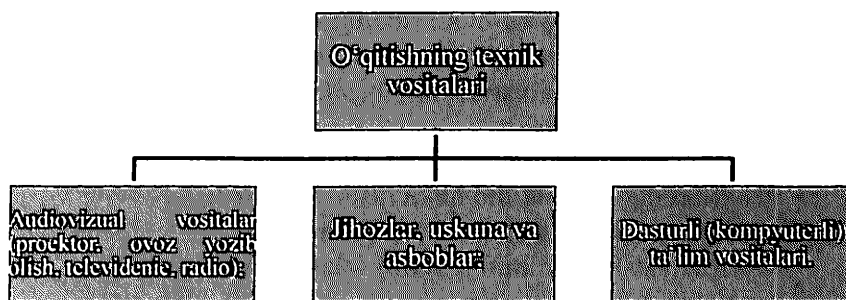 O‘qitishning texnik
vositalari
Audiovizual vositalar
(proektor, ovoz yozib
olish, televidenie, radio);
Jihozlar, uskuna va
asboblar;
Dasturli (kompyuterli)
ta'lim vositalari.